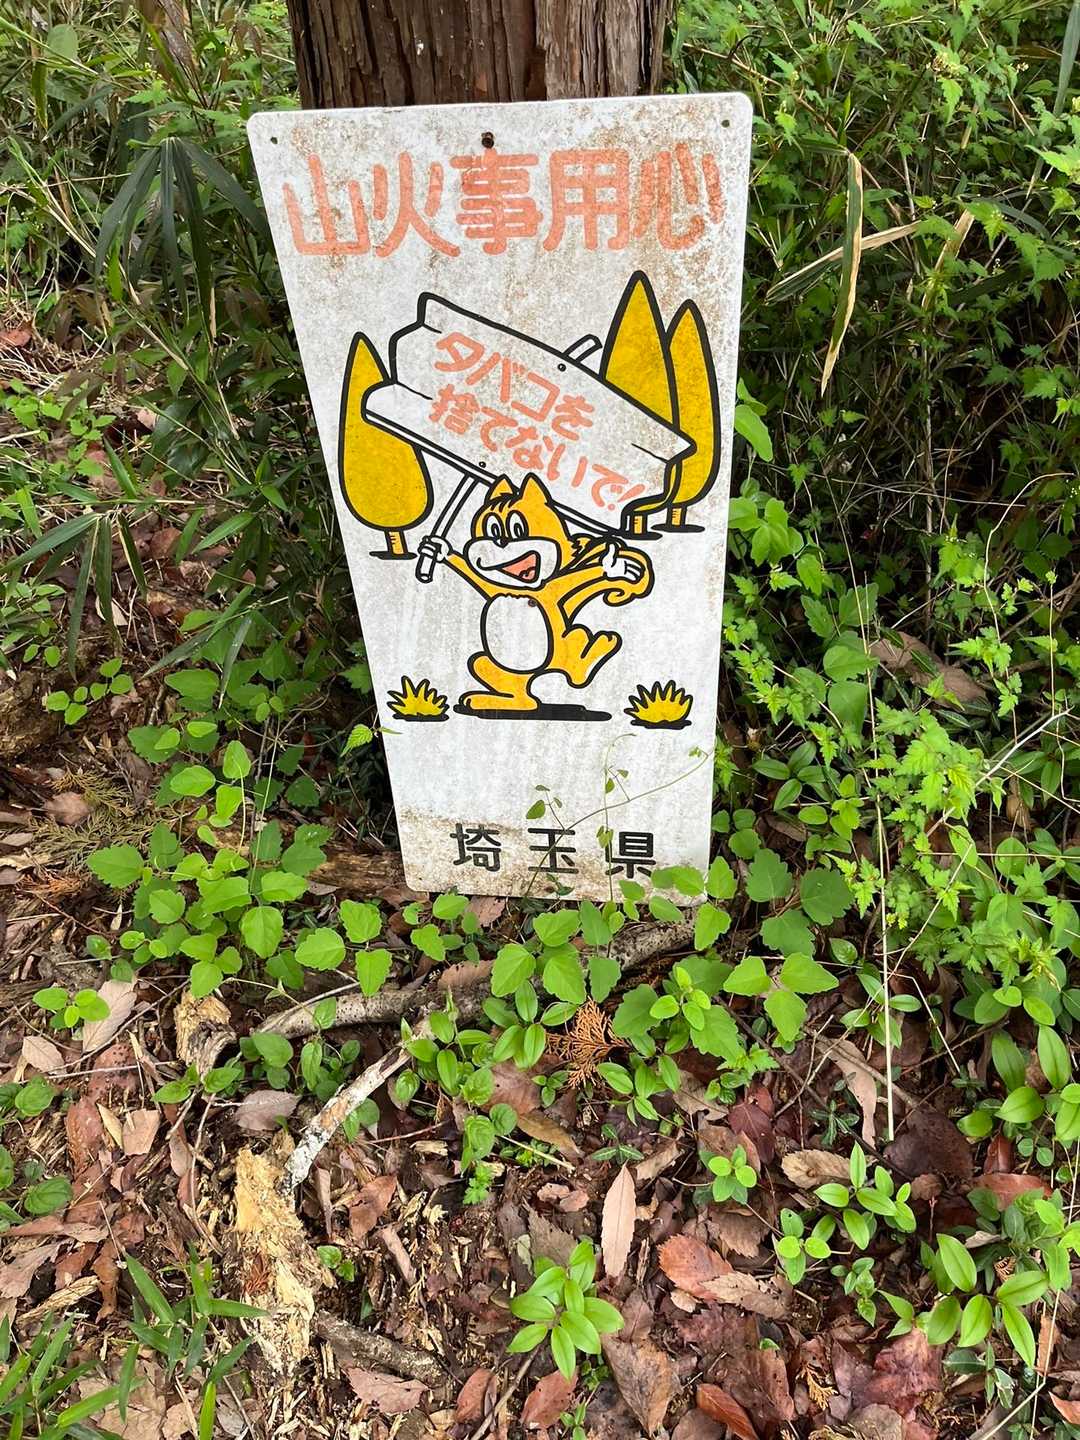 山火事用心
タバコを
捨てないで!
埼玉県